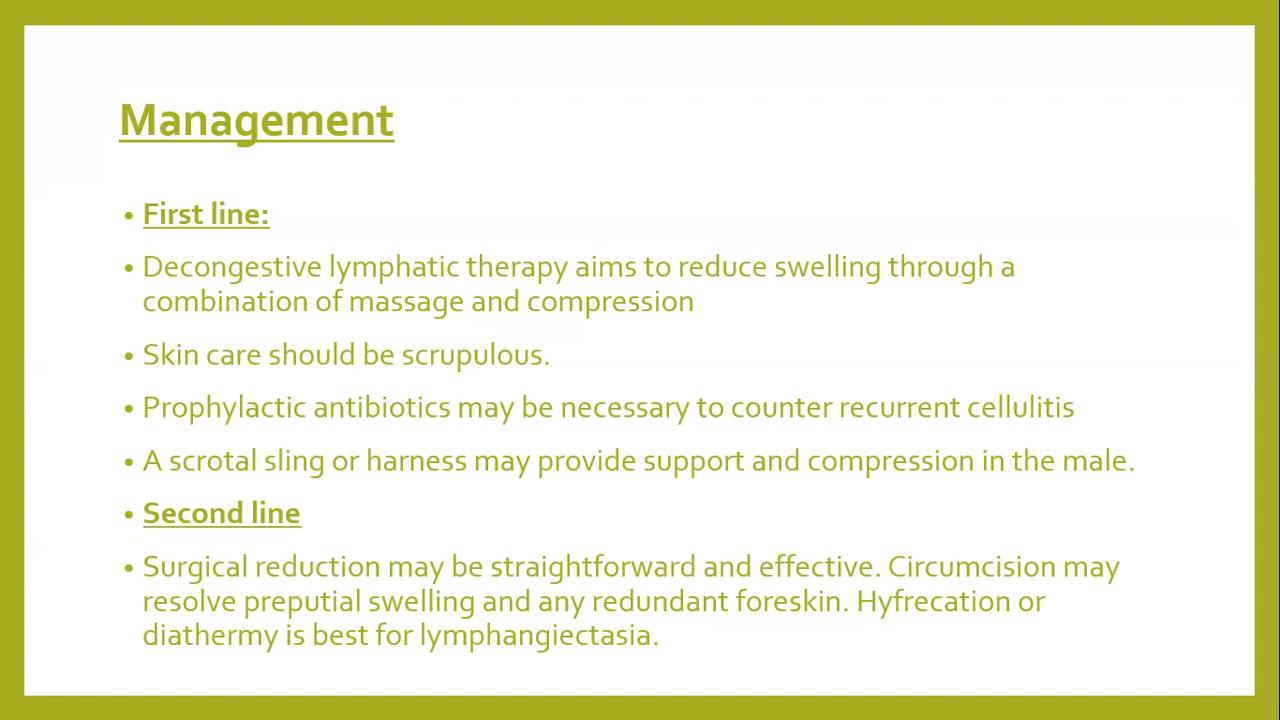 Management
• First line:
• Decongestive lymphatic therapy aims to reduce swelling through a
combination of massage and compression
• Skin care should be scrupulous.
• Prophylactic antibiotics may be necessary to counter recurrent cellulitis
• A scrotal sling or harness may provide support and compression in the male.
• Second line
• Surgical reduction may be straightforward and effective. Circumcision may
resolve preputial swelling and any redundant foreskin. Hyfrecation or
diathermy is best for lymphangiectasia.